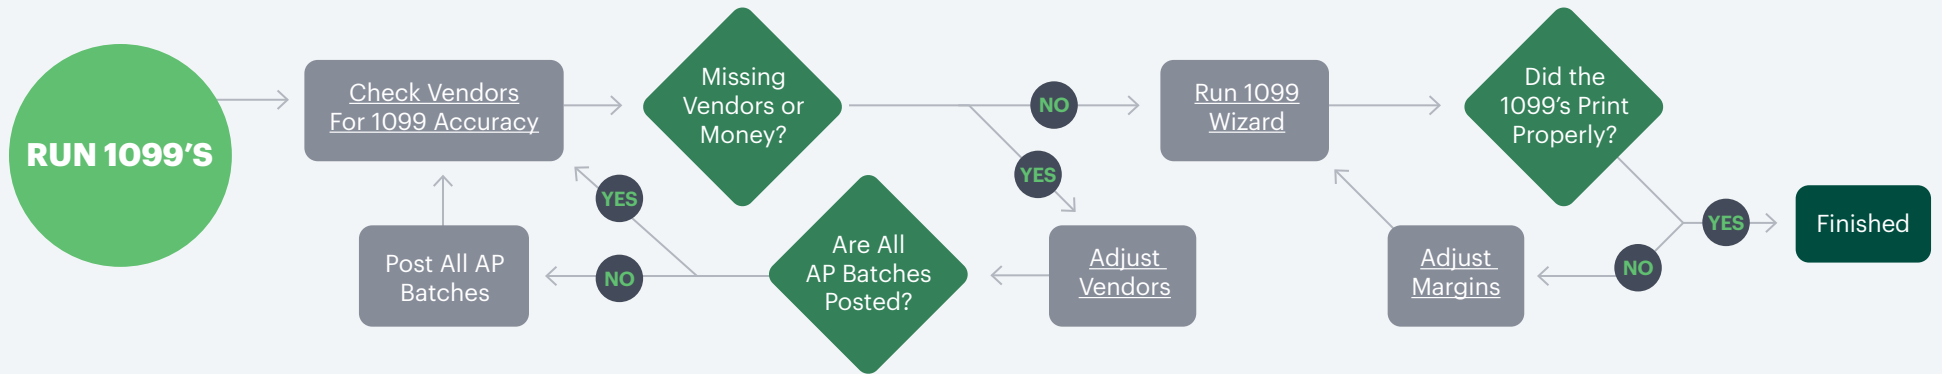 RUN 1099’S
Check Vendors
For 1099 Accuracy
Missing
Vendors or
Money?
NO
YES
Run 1099
Wizard
Did the
1099’s Print
Properly?
YES
NO
Finished
Adjust
Margins
Adjust
Vendors
Are All
AP Batches
Posted?
YES
NO
Post All AP
Batches